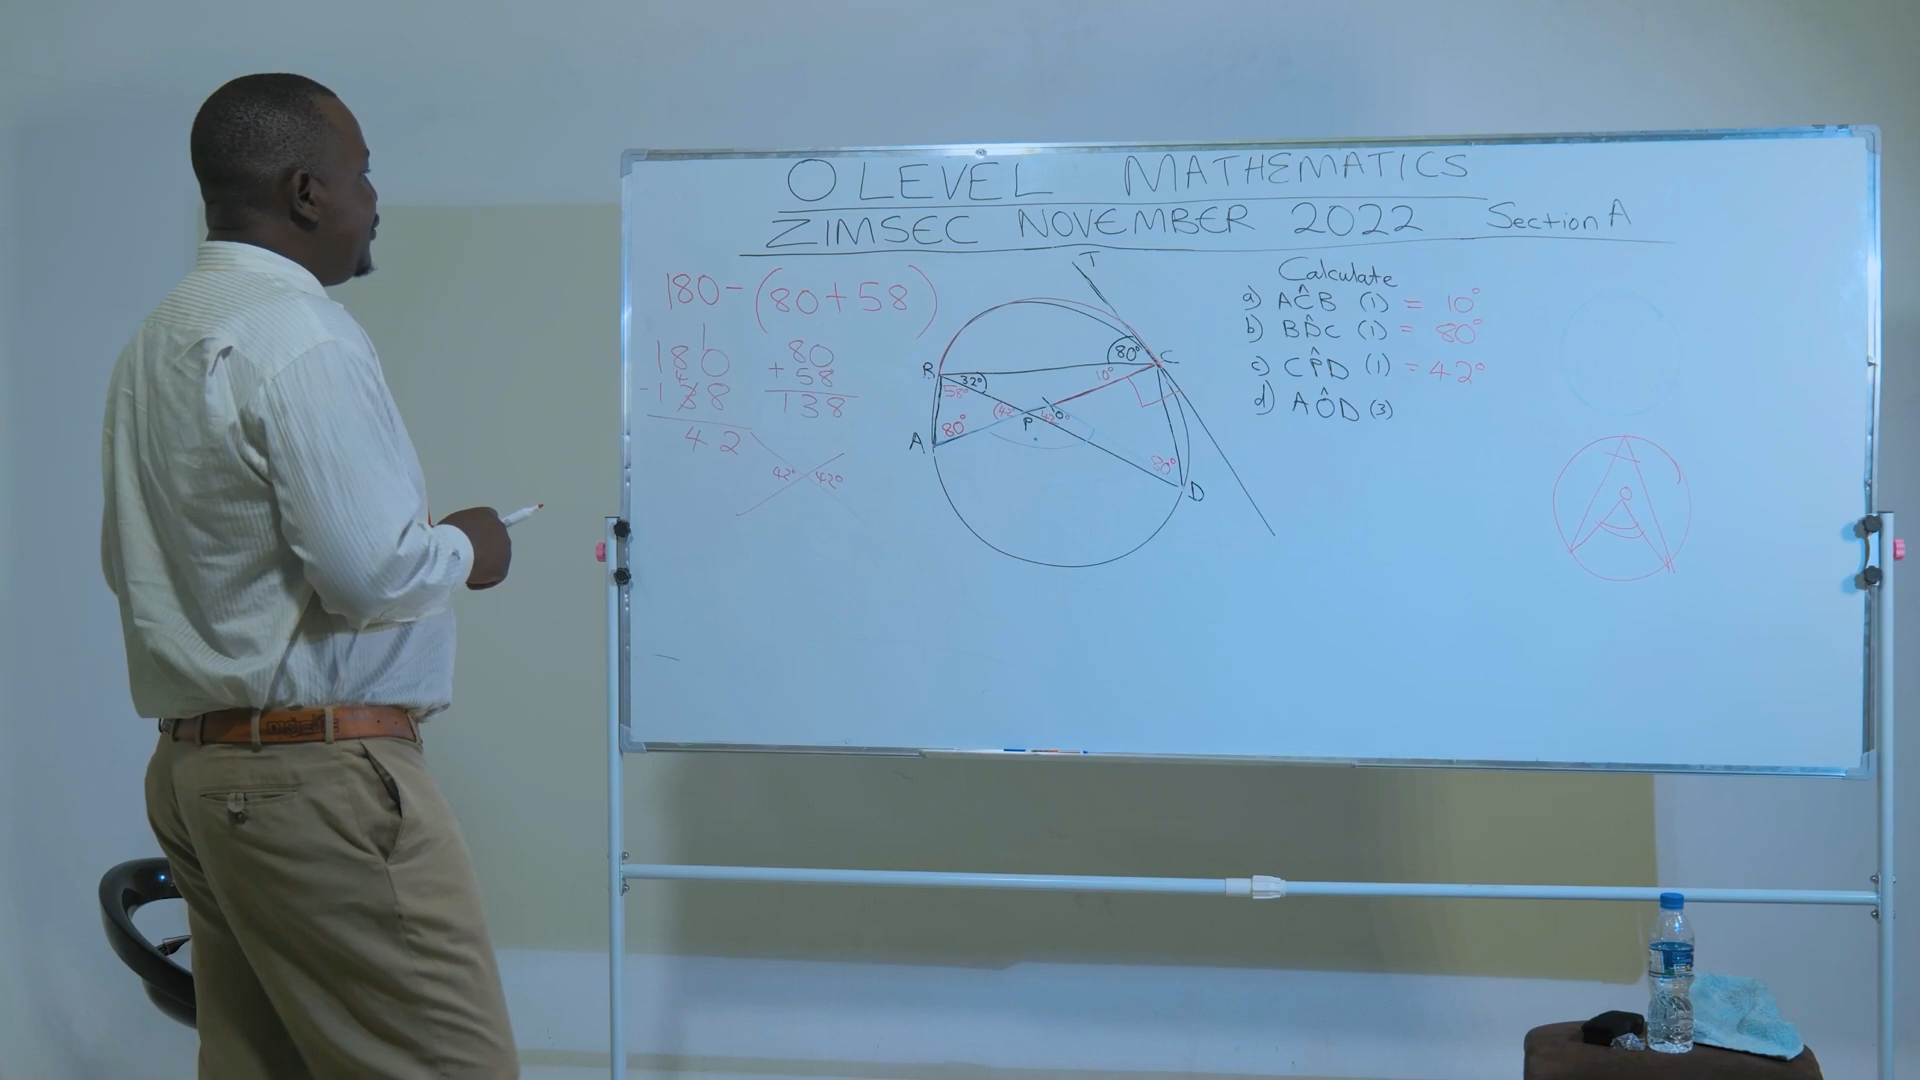 O LEVEL MATHEMATICS
ZIMSEC NOVEMBER 2022 Section A
180-(80+58)
180
-138
42
80
+58
138
42° 42°
T
80°
C
B
32°
58°
10°
42°
P
42°
O
A
80°
80°
D
Calculate
a) AĈB (1) = 10°
b) BD̂C (1) = 80°
c) CP̂D (1) = 42°
d) AÔD (3)